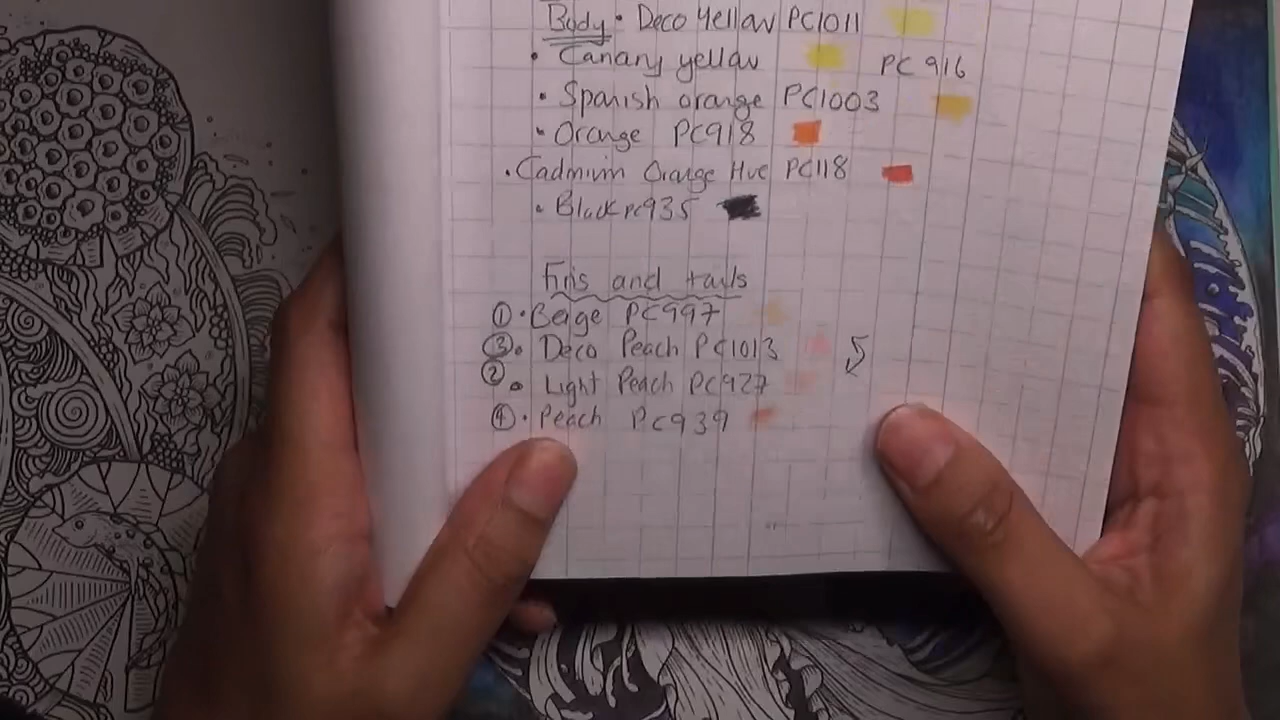 Body • Deco Yellow PC1011
• Canary yellow PC 916
• Spanish orange PC1003
• Orange PC918
• Cadmium Orange Hue PC118
• Black PC935
Fins and tails
① • Beige PC997
③ • Deco Peach PC1013
② • Light Peach PC927
④ • Peach PC939